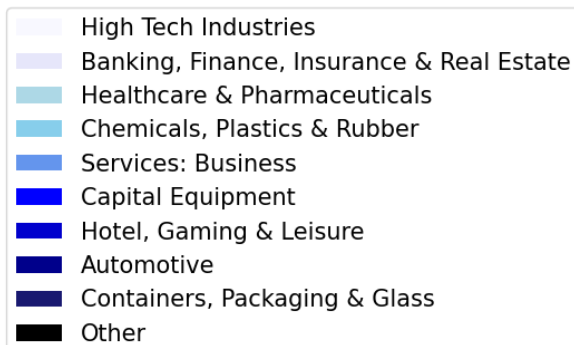 High Tech Industries
Banking, Finance, Insurance & Real Estate
Healthcare & Pharmaceuticals
Chemicals, Plastics & Rubber
Services: Business
Capital Equipment
Hotel, Gaming & Leisure
Automotive
Containers, Packaging & Glass
Other